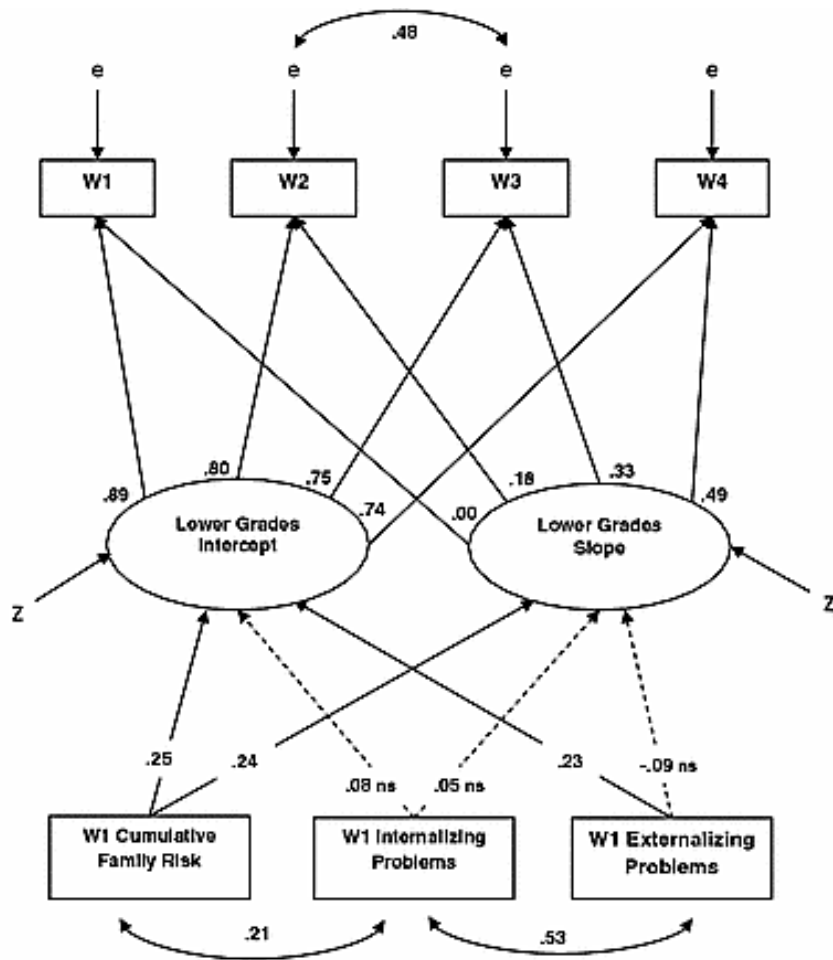 .48
e e e e
W1 W2 W3 W4
.89 .80 .75 .74 .00 .18 .33 .49
Lower Grades
Intercept
Lower Grades
Slope
Z Z
.25 .24 .08 ns .05 ns .23 -.09 ns
W1 Cumulative
Family Risk
W1 Internalizing
Problems
W1 Externalizing
Problems
.21 .53